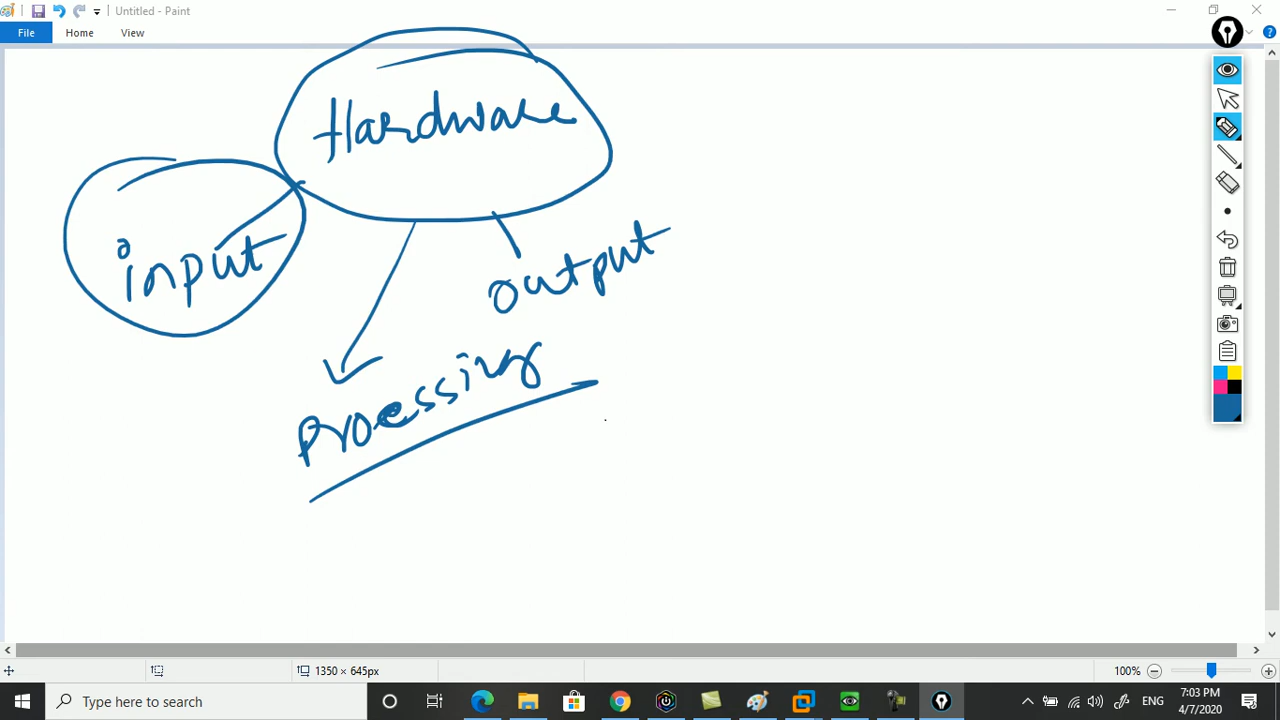 Untitled - Paint
File Home View
Hardware
input
output
Processing
1350 × 645px
100%
Type here to search
ENG
7:03 PM
4/7/2020